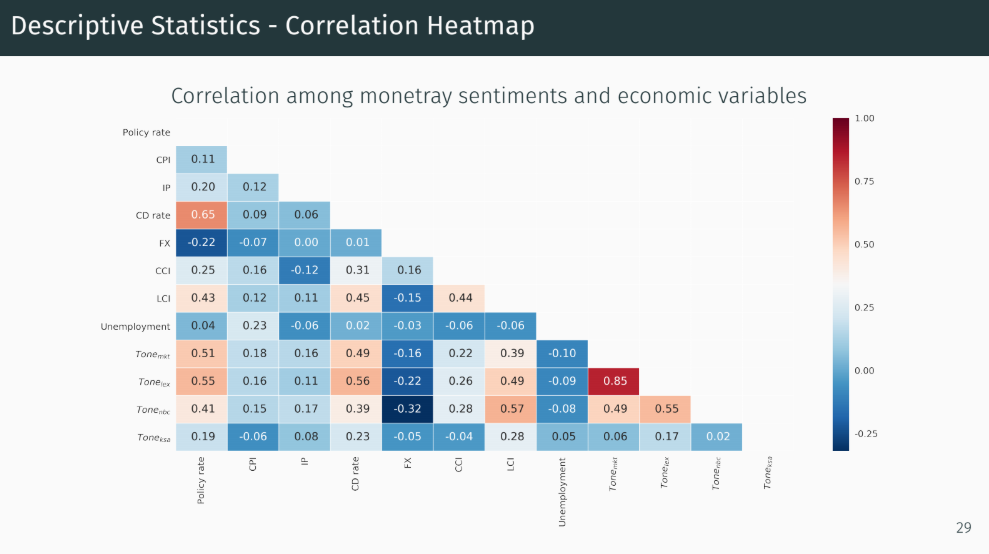 Descriptive Statistics - Correlation Heatmap
Correlation among monetray sentiments and economic variables
Policy rate
CPI 0.11
IP 0.20 0.12
CD rate 0.65 0.09 0.06
FX -0.22 -0.07 0.00 0.01
CCI 0.25 0.16 -0.12 0.31 0.16
LCI 0.43 0.12 0.11 0.45 -0.15 0.44
Unemployment 0.04 0.23 -0.06 0.02 -0.03 -0.06 -0.06
Tone_mkt 0.51 0.18 0.16 0.49 -0.16 0.22 0.39 -0.10
Tone_lex 0.55 0.16 0.11 0.56 -0.22 0.26 0.49 -0.09 0.85
Tone_nbc 0.41 0.15 0.17 0.39 -0.32 0.28 0.57 -0.08 0.49 0.55
Tone_ksa 0.19 -0.06 0.08 0.23 -0.05 -0.04 0.28 0.05 0.06 0.17 0.02
Policy rate CPI IP CD rate FX CCI LCI Unemployment Tone_mkt Tone_lex Tone_nbc Tone_ksa
1.00
0.75
0.50
0.25
0.00
-0.25
29